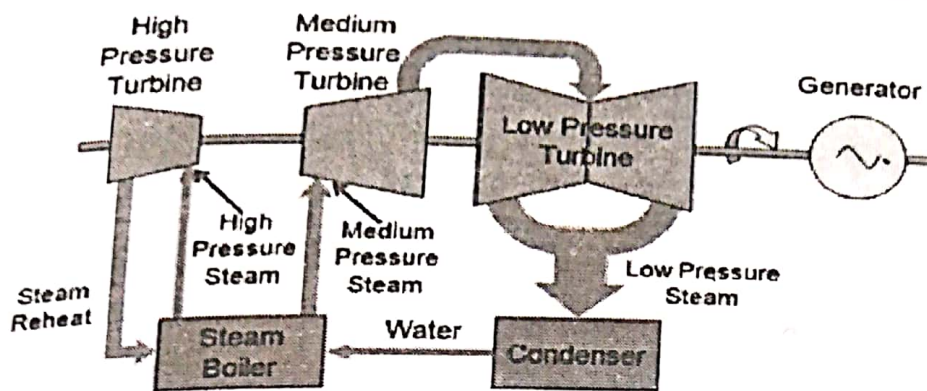 High
Pressure
Turbine
Medium
Pressure
Turbine
Generator
Low Pressure
Turbine
High
Pressure
Steam
Medium
Pressure
Steam
Low Pressure
Steam
Steam
Reheat
Steam
Boiler
Water
Condenser